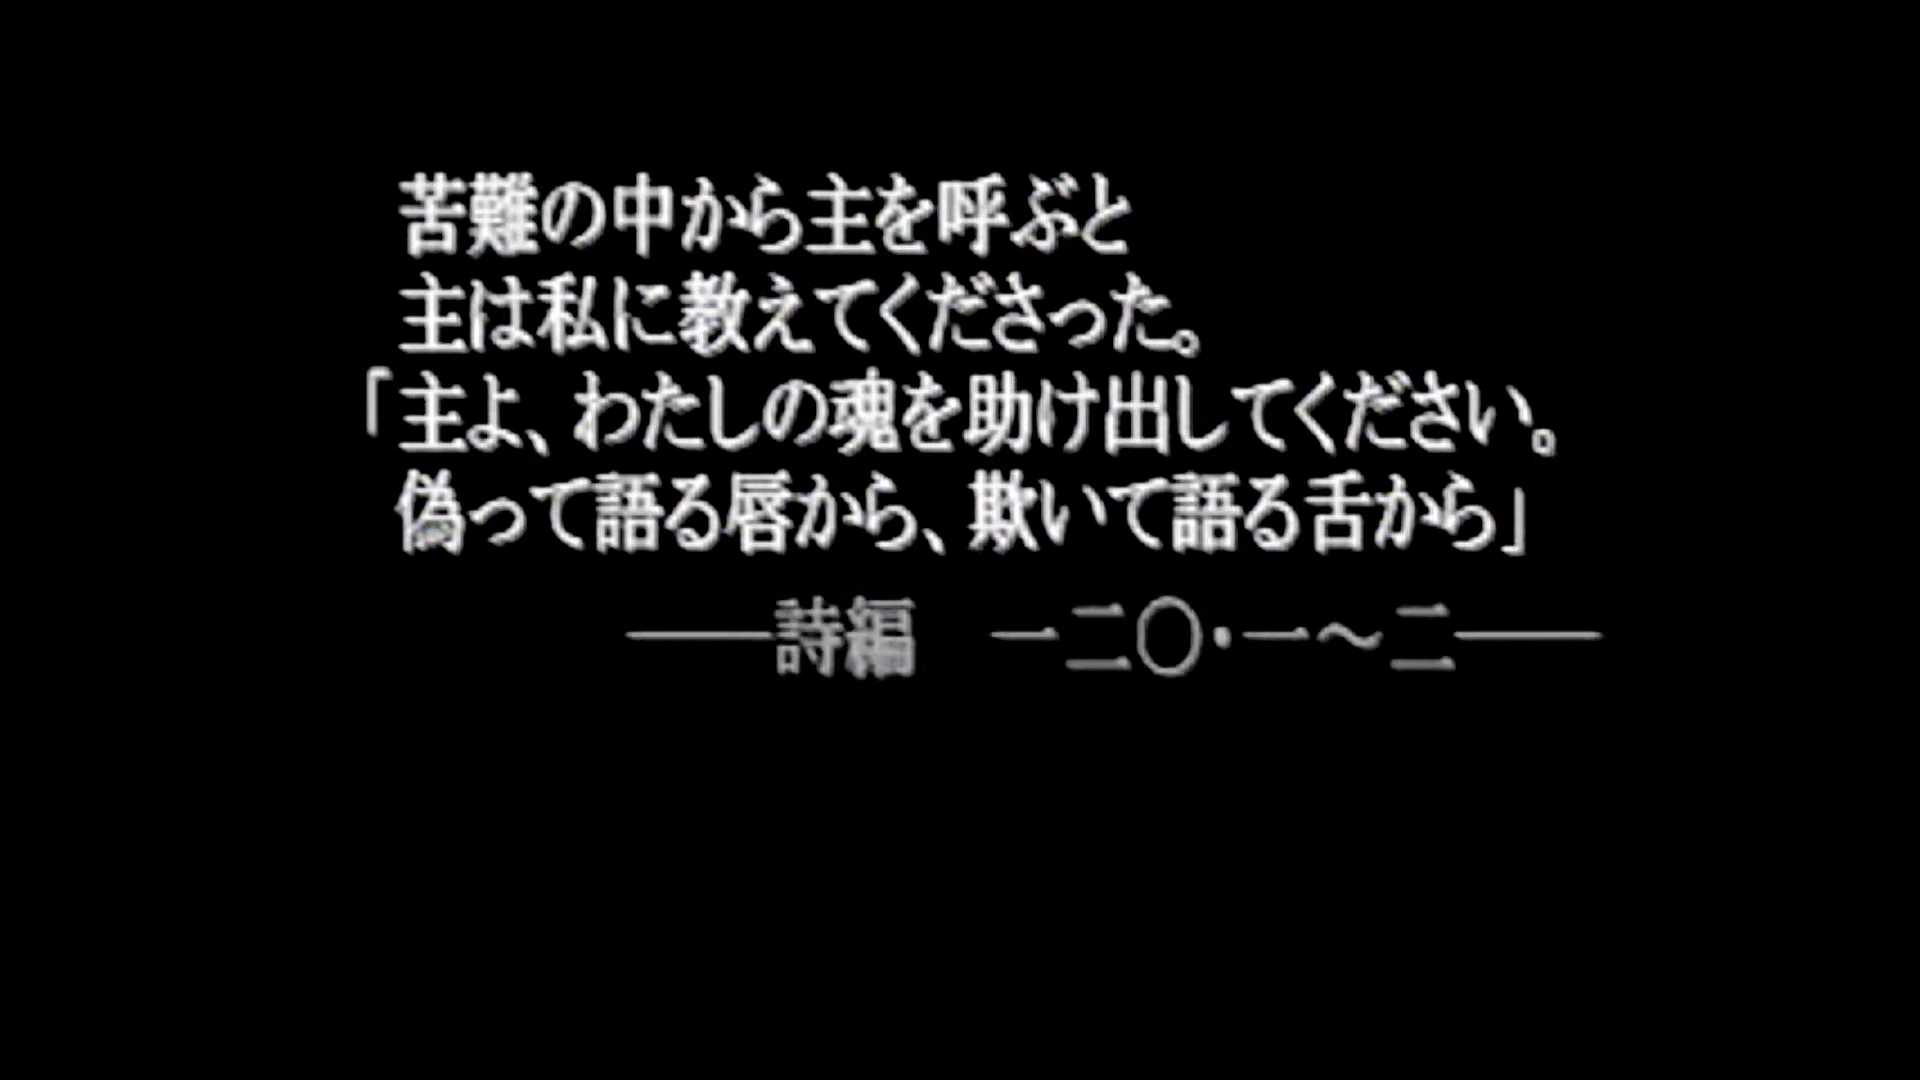 苦難の中から主を呼ぶと
主は私に教えてくださった。
「主よ、わたしの魂を助け出してください。
偽って語る唇から、欺いて語る舌から」
――詩編　一二〇・一～二――